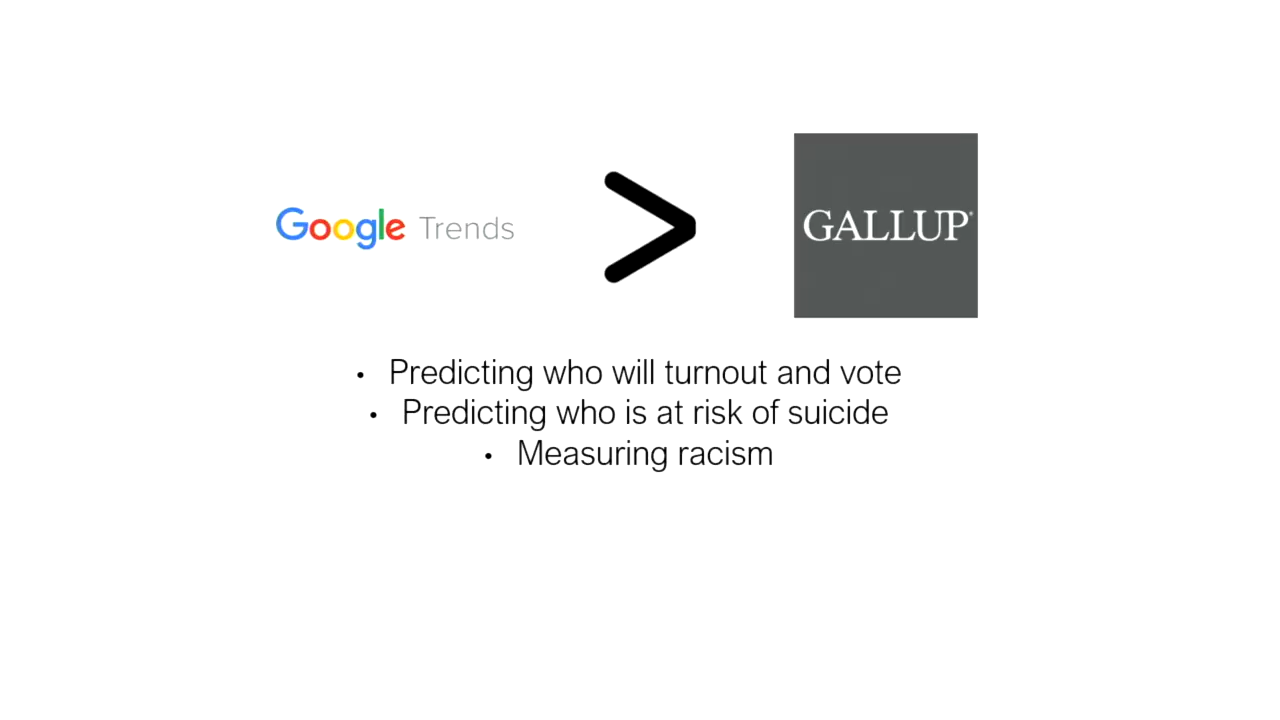 Google Trends > GALLUP®
• Predicting who will turnout and vote
• Predicting who is at risk of suicide
• Measuring racism